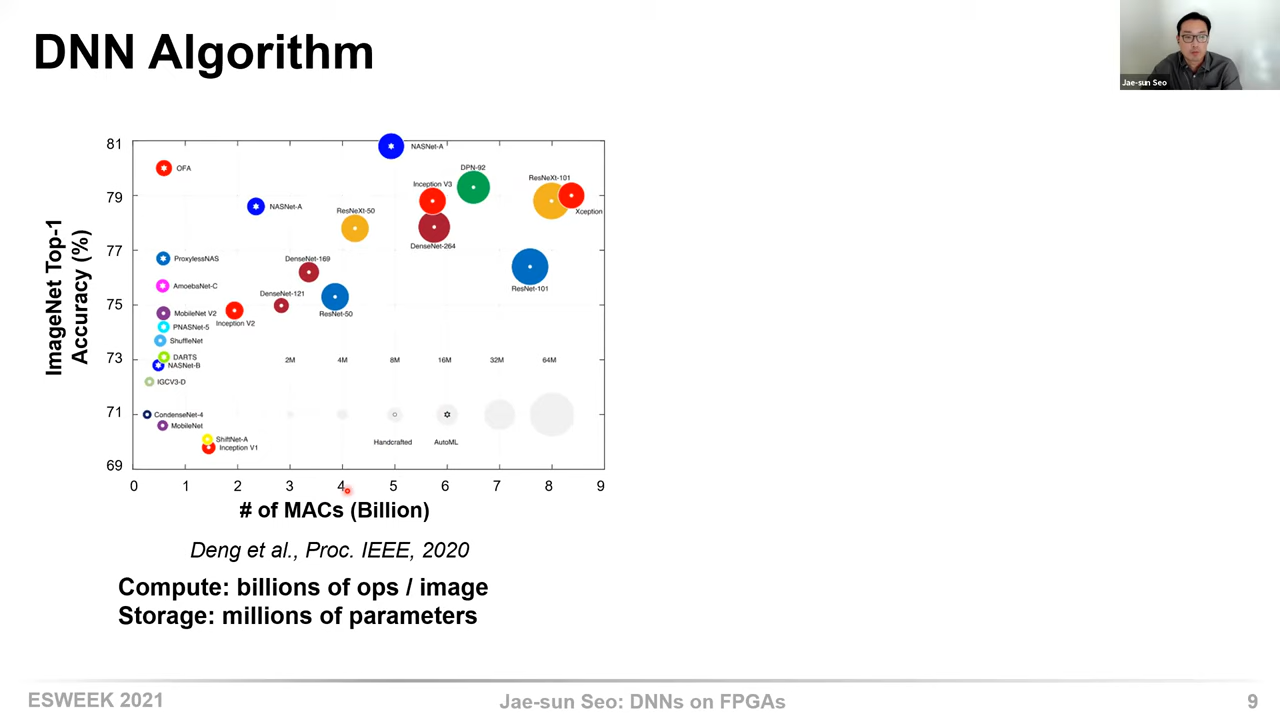 DNN Algorithm
Jae-sun Seo
ImageNet Top-1
Accuracy (%)
81
79
77
75
73
71
69
OFA
NASNet-A
NASNet-A
DPN-92
Inception V3
ResNeXt-101
Xception
ResNeXt-50
DenseNet-264
ProxylessNAS
DenseNet-169
ResNet-101
AmoebaNet-C
DenseNet-121
ResNet-50
MobileNet V2
Inception V2
PNASNet-5
ShuffleNet
DARTS
NASNet-B
2M
4M
8M
16M
32M
64M
IGCV3-D
CondenseNet-4
MobileNet
ShiftNet-A
Inception V1
Handcrafted
AutoML
0
1
2
3
4
5
6
7
8
9
# of MACs (Billion)
Deng et al., Proc. IEEE, 2020
Compute: billions of ops / image
Storage: millions of parameters
ESWEEK 2021
Jae-sun Seo: DNNs on FPGAs
9